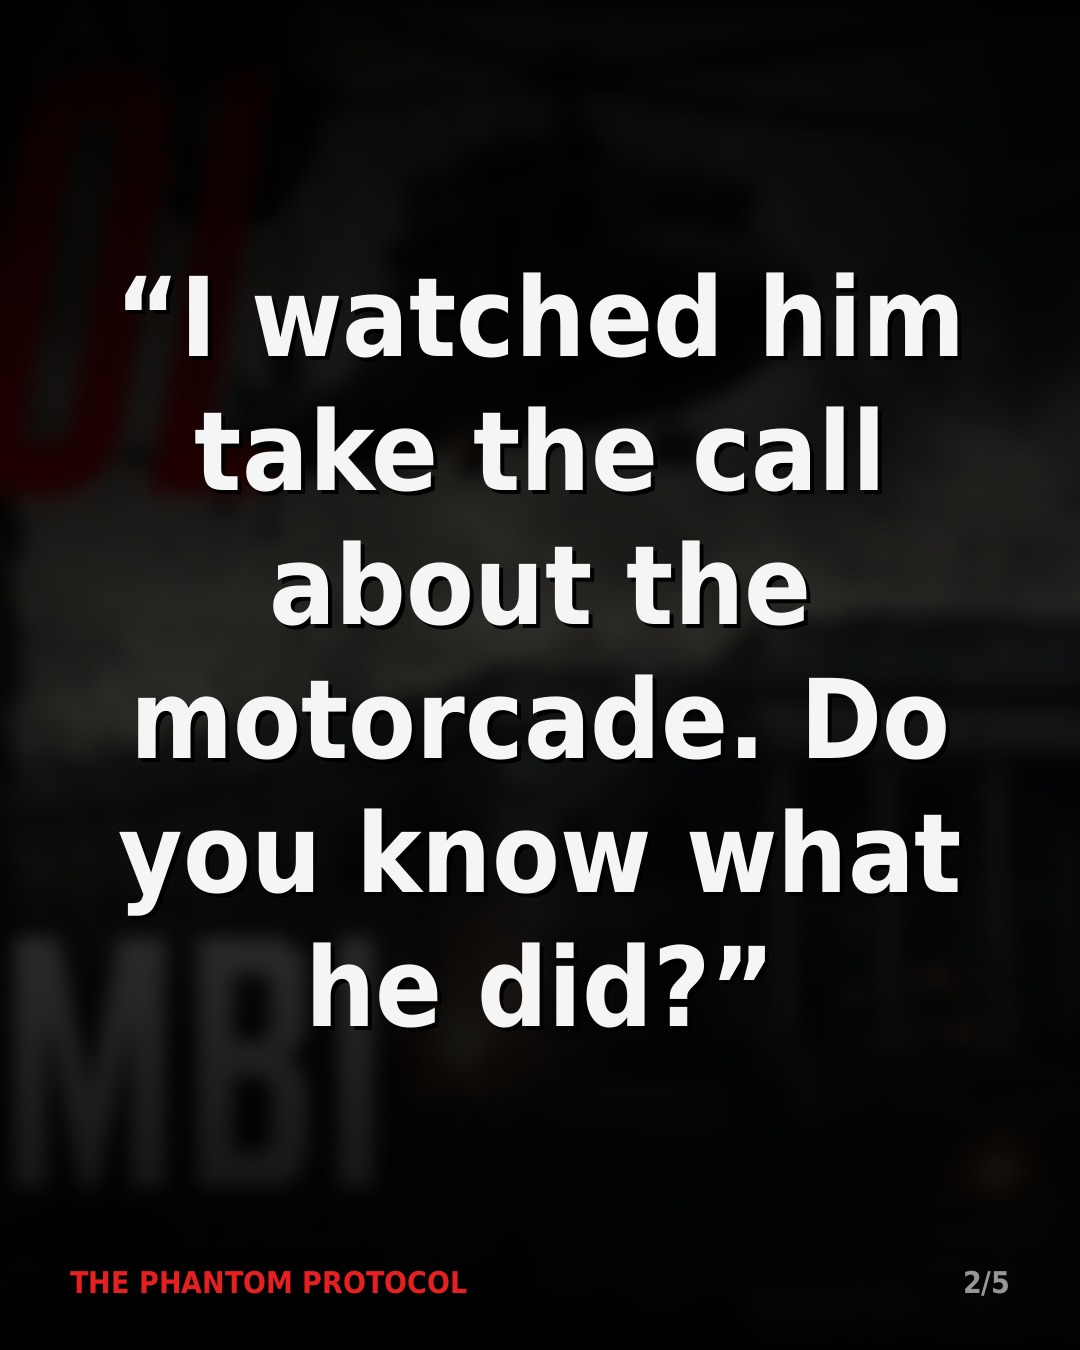 “I watched him
take the call
about the
motorcade. Do
you know what
he did?”
MBI
THE PHANTOM PROTOCOL
2/5